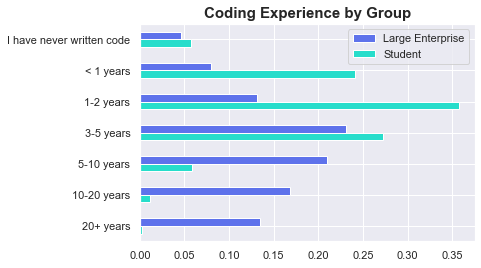 Coding Experience by Group
Large Enterprise
Student
I have never written code
< 1 years
1-2 years
3-5 years
5-10 years
10-20 years
20+ years
0.00 0.05 0.10 0.15 0.20 0.25 0.30 0.35